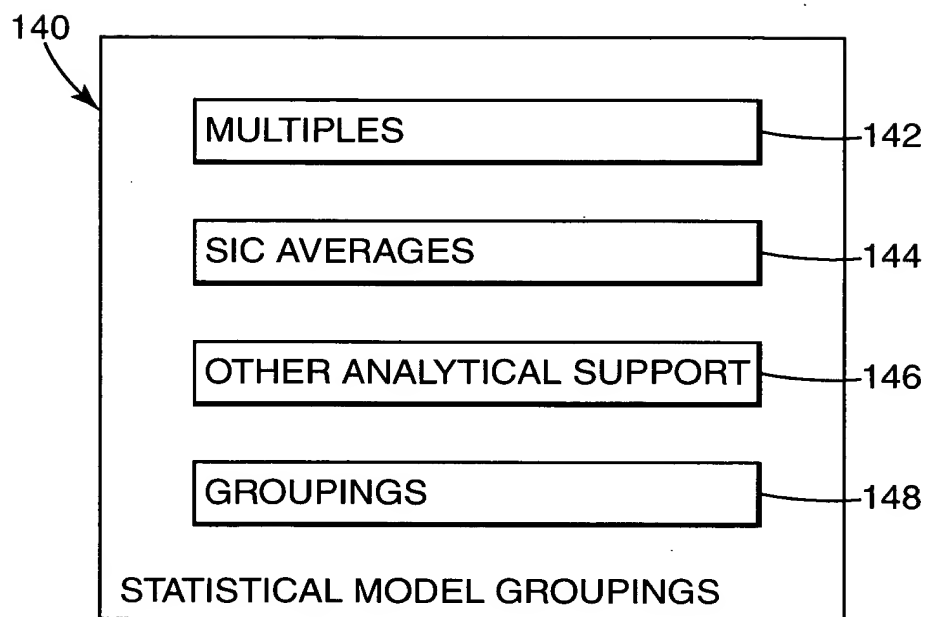 140
MULTIPLES 142
SIC AVERAGES 144
OTHER ANALYTICAL SUPPORT 146
GROUPINGS 148
STATISTICAL MODEL GROUPINGS